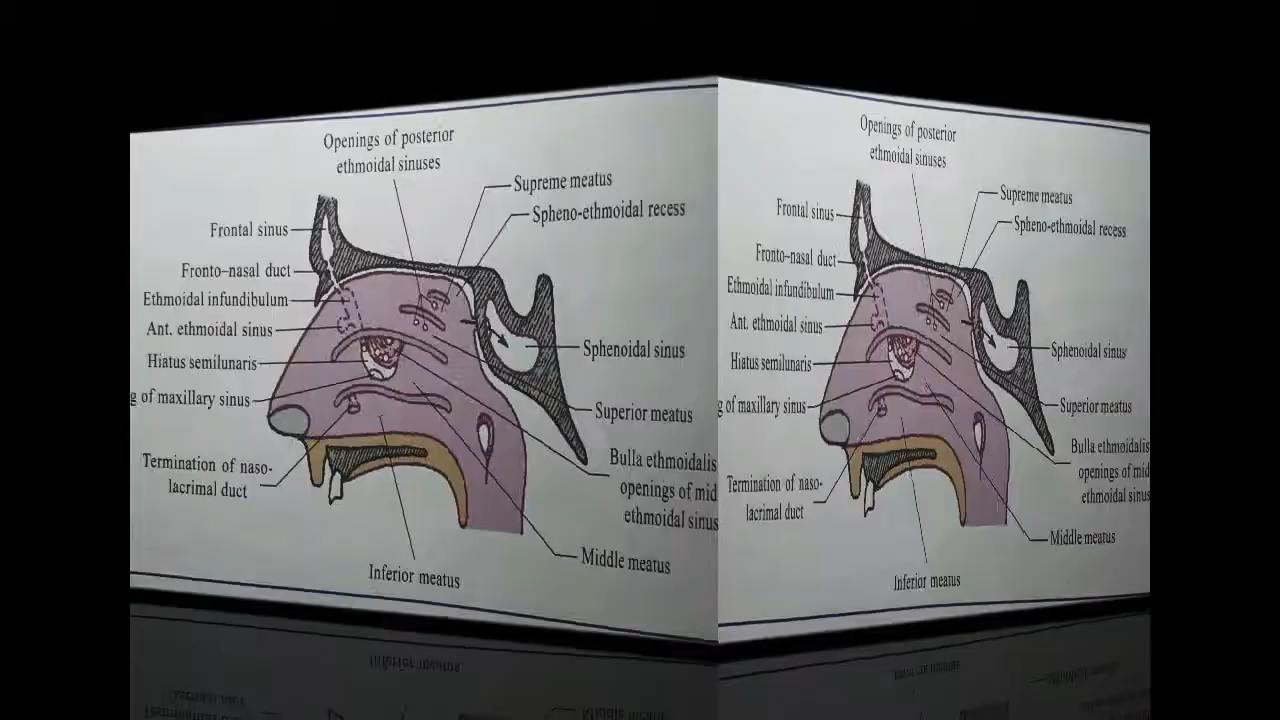 Openings of posterior
ethmoidal sinuses
Supreme meatus
Spheno-ethmoidal recess
Frontal sinus
Fronto-nasal duct
Ethmoidal infundibulum
Ant. ethmoidal sinus
Hiatus semilunaris
g of maxillary sinus
Termination of naso-
lacrimal duct
Sphenoidal sinus
Superior meatus
Bulla ethmoidalis
openings of mid
ethmoidal sinus
Middle meatus
Inferior meatus
Openings of posterior
ethmoidal sinuses
Supreme meatus
Spheno-ethmoidal recess
Frontal sinus
Fronto-nasal duct
Ethmoidal infundibulum
Ant. ethmoidal sinus
Hiatus semilunaris
g of maxillary sinus
Termination of naso-
lacrimal duct
Sphenoidal sinus
Superior meatus
Bulla ethmoidalis
openings of mid
ethmoidal sinus
Middle meatus
Inferior meatus